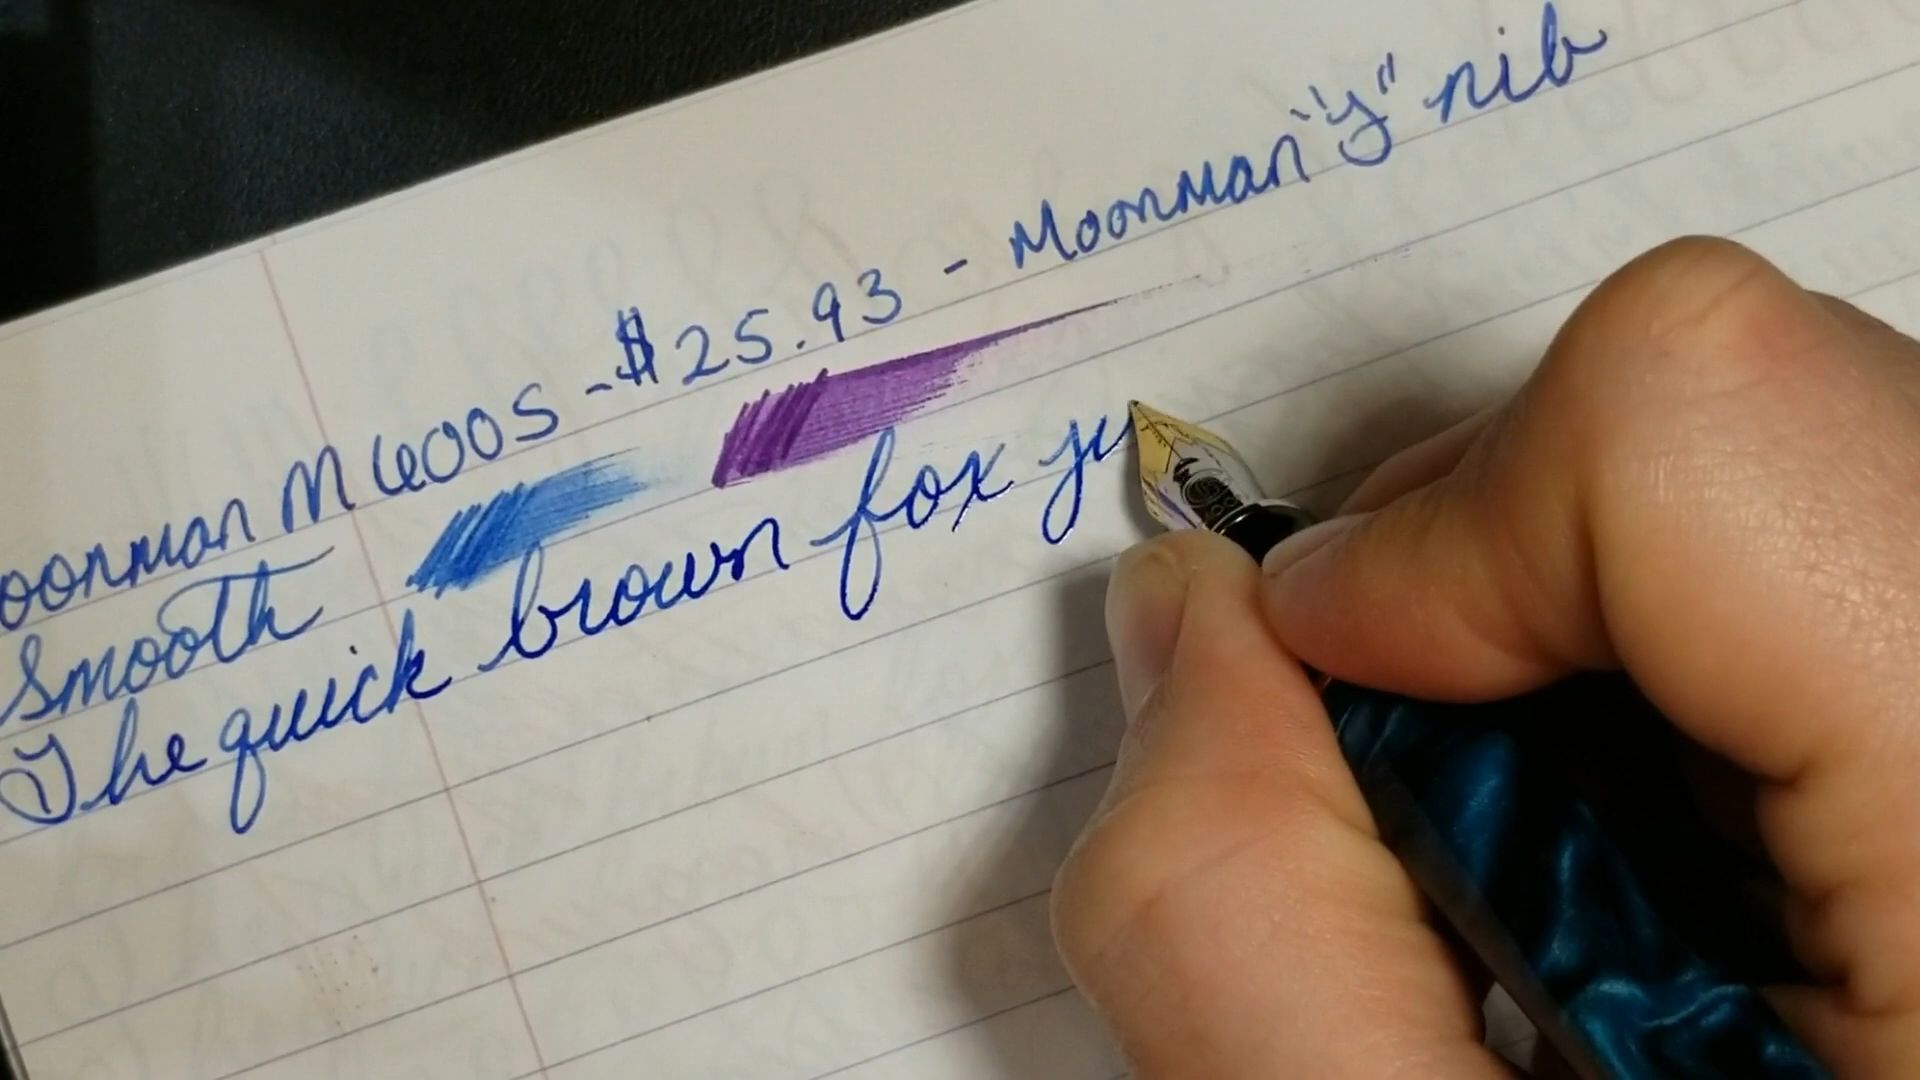 oonman M600S - $25.93 - Moonman "y" nib
Smooth
The quick brown fox ju